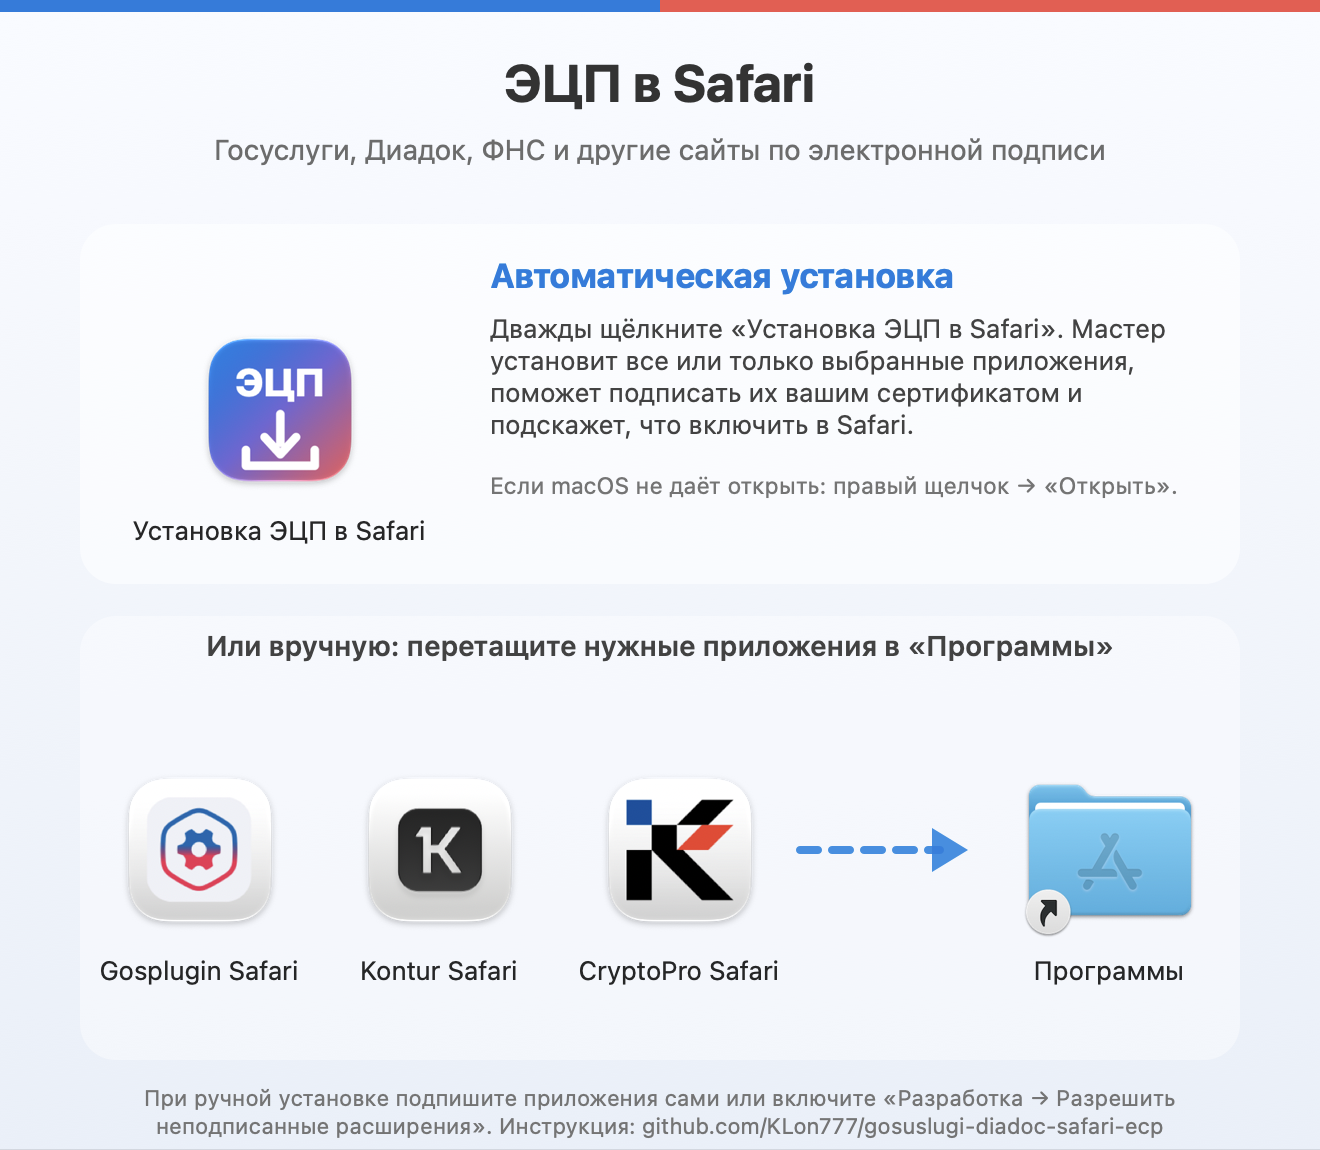 ЭЦП в Safari
Госуслуги, Диадок, ФНС и другие сайты по электронной подписи
Автоматическая установка
Дважды щёлкните «Установка ЭЦП в Safari». Мастер
установит все или только выбранные приложения,
поможет подписать их вашим сертификатом и
подскажет, что включить в Safari.
Если macOS не даёт открыть: правый щелчок → «Открыть».
ЭЦП
Установка ЭЦП в Safari
Или вручную: перетащите нужные приложения в «Программы»
Gosplugin Safari
Kontur Safari
CryptoPro Safari
Программы
При ручной установке подпишите приложения сами или включите «Разработка → Разрешить
неподписанные расширения». Инструкция: github.com/KLon777/gosuslugi-diadoc-safari-ecp